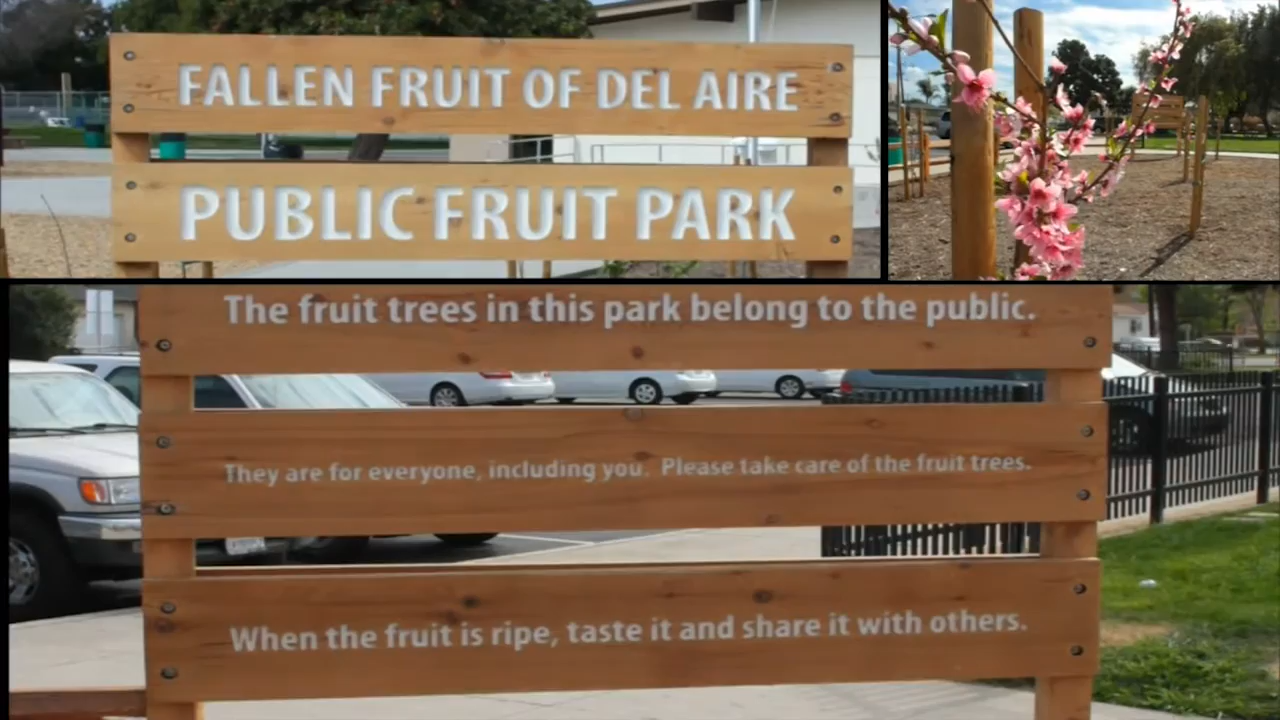 FALLEN FRUIT OF DEL AIRE
PUBLIC FRUIT PARK
The fruit trees in this park belong to the public.
They are for everyone, including you. Please take care of the fruit trees.
When the fruit is ripe, taste it and share it with others.